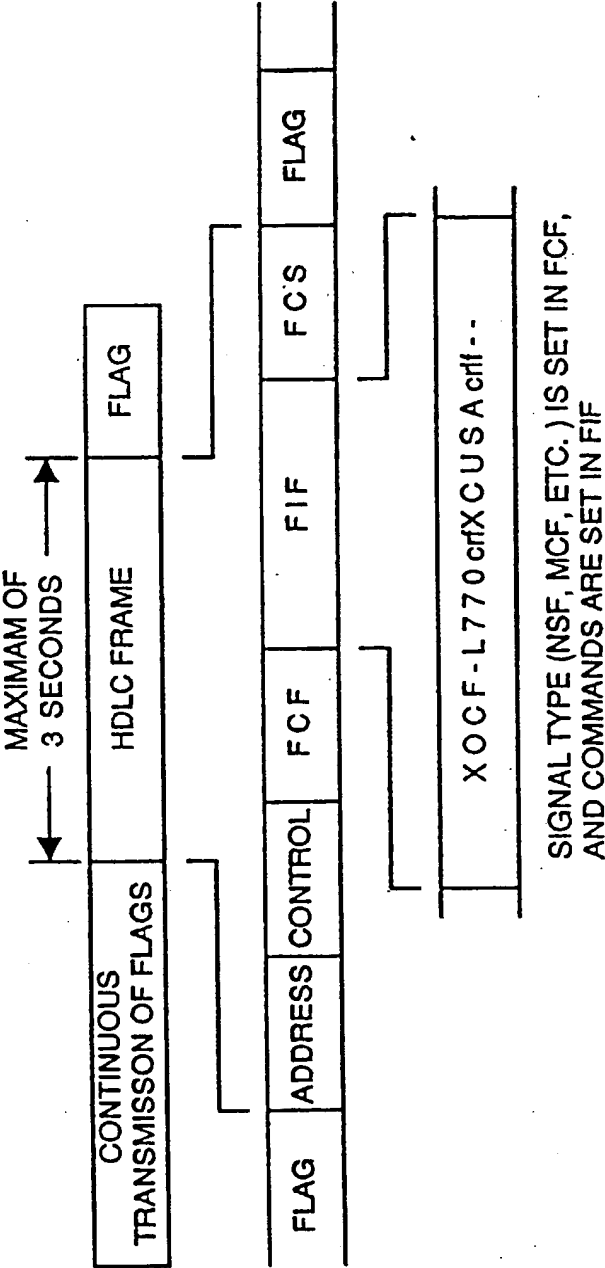 MAXIMAM OF
3 SECONDS
CONTINUOUS
TRANSMISSON OF FLAGS
HDLC FRAME
FLAG
FLAG
ADDRESS
CONTROL
FCF
FIF
FCS
FLAG
XOCF-L770crfXCUSAcrlf--
SIGNAL TYPE (NSF, MCF, ETC. ) IS SET IN FCF,
AND COMMANDS ARE SET IN FIF